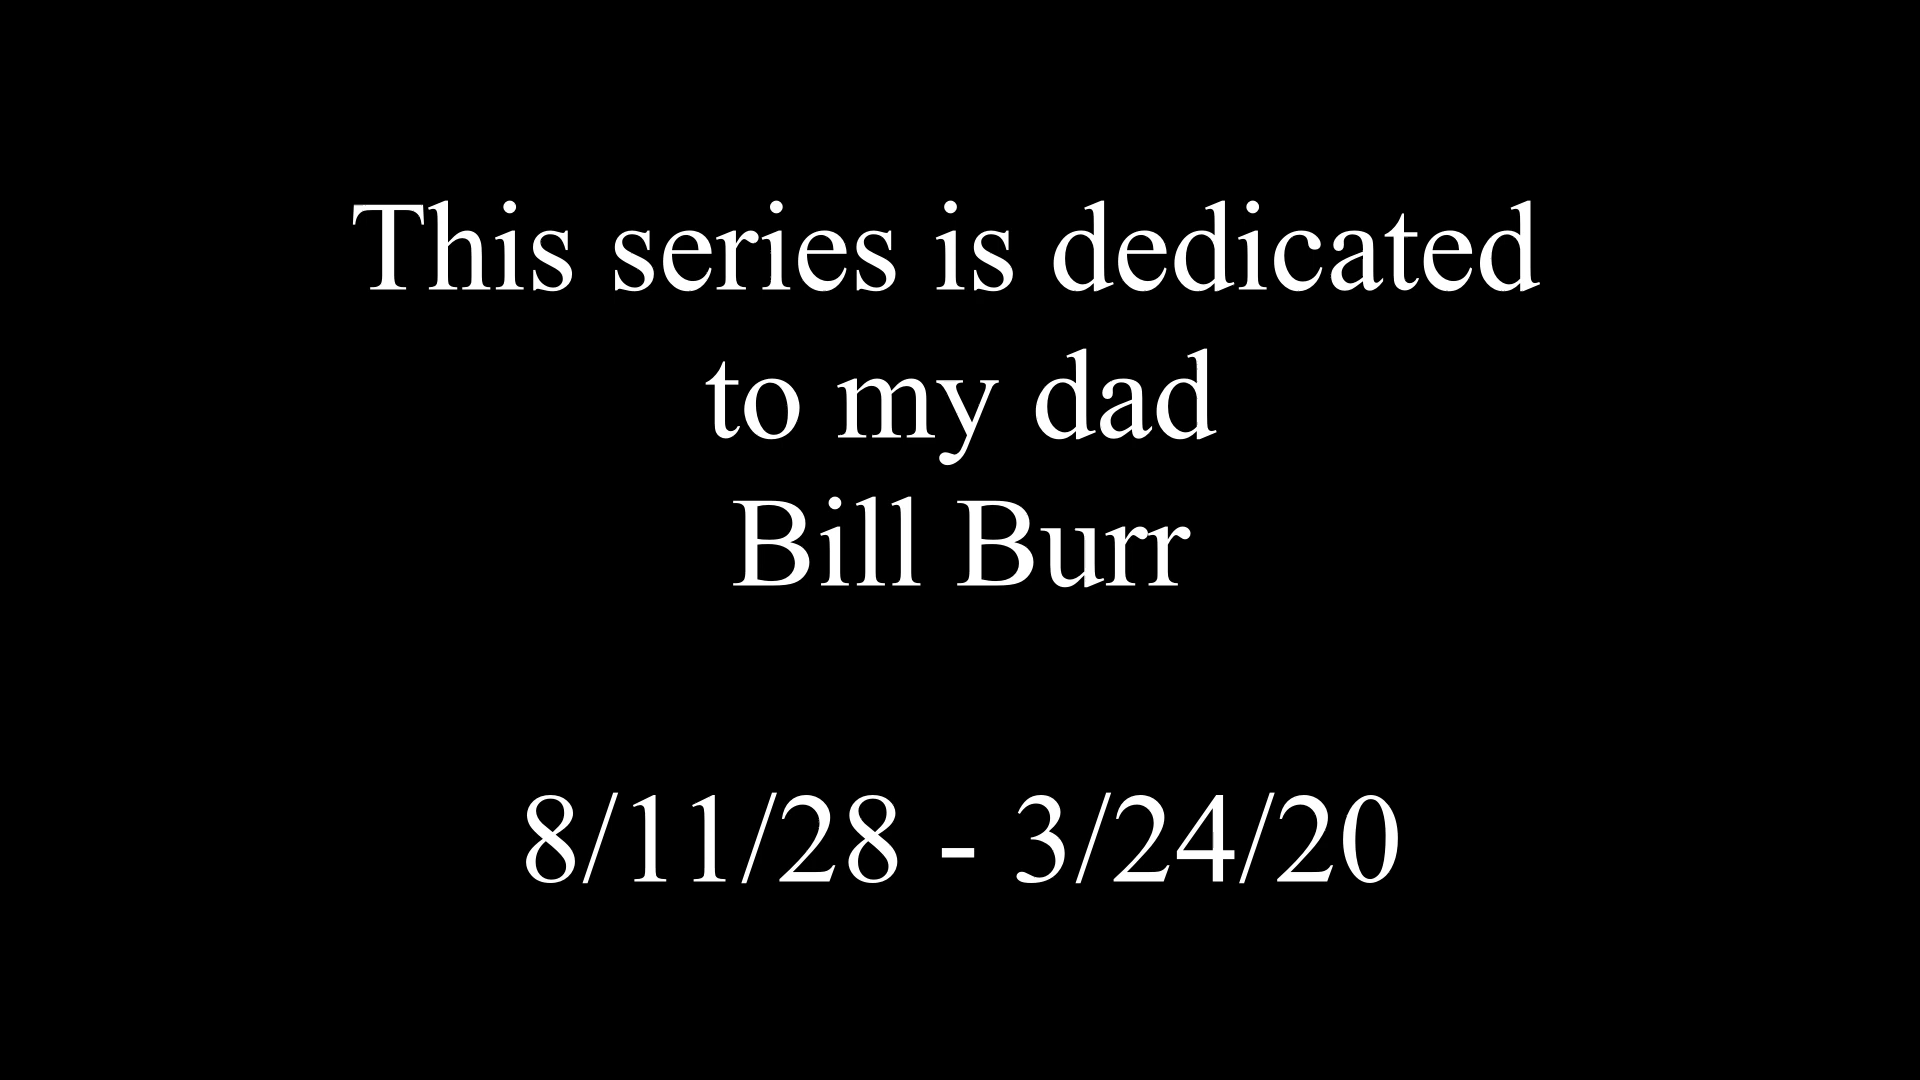 This series is dedicated
to my dad
Bill Burr
8/11/28 - 3/24/20